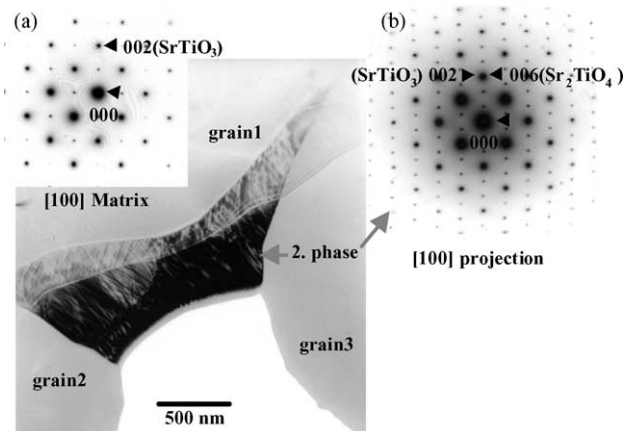 (a)
002(SrTiO3)
000
[100] Matrix
(b)
(SrTiO3) 002
006(Sr2TiO4)
000
[100] projection
grain1
2. phase
grain2
grain3
500 nm